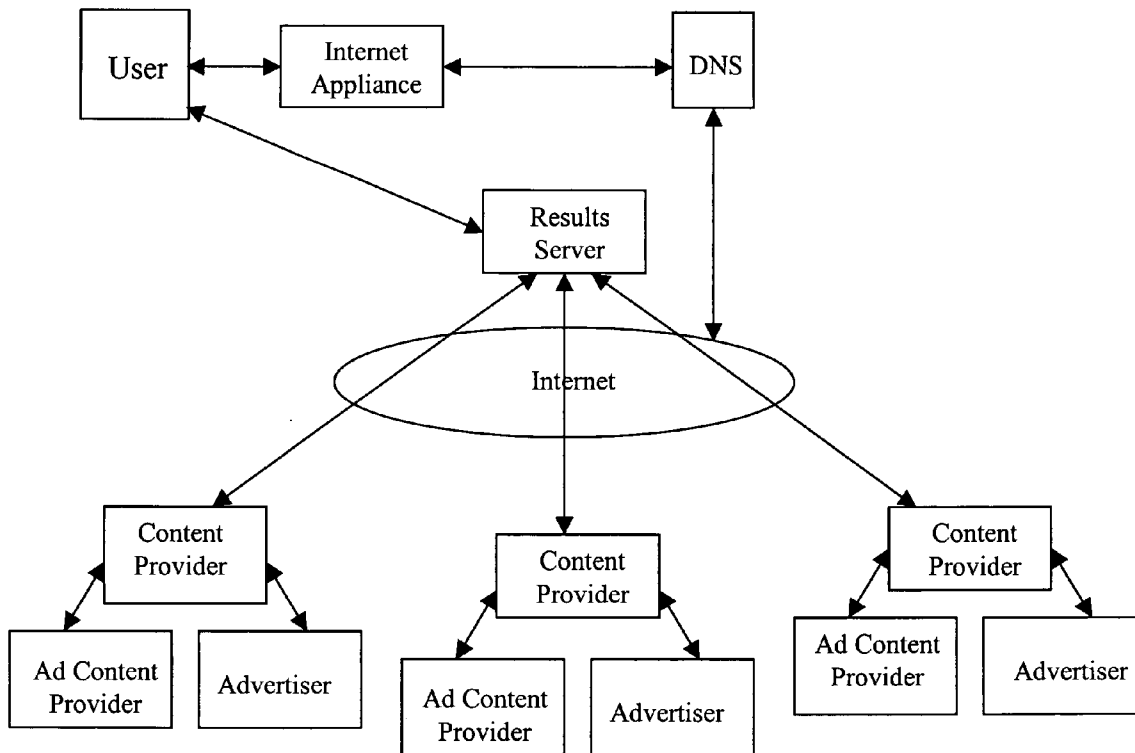 User
Internet
Appliance
DNS
Results
Server
Internet
Content
Provider
Content
Provider
Content
Provider
Ad Content
Provider
Advertiser
Ad Content
Provider
Advertiser
Ad Content
Provider
Advertiser